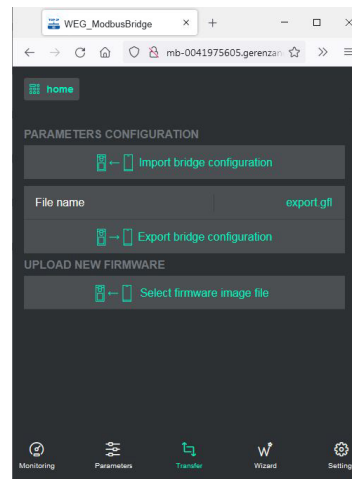 WEG_ModbusBridge
mb-0041975605.gerenzan
home
PARAMETERS CONFIGURATION
Import bridge configuration
File name export.gfl
Export bridge configuration
UPLOAD NEW FIRMWARE
Select firmware image file
Monitoring Parameters Transfer Wizard Setting